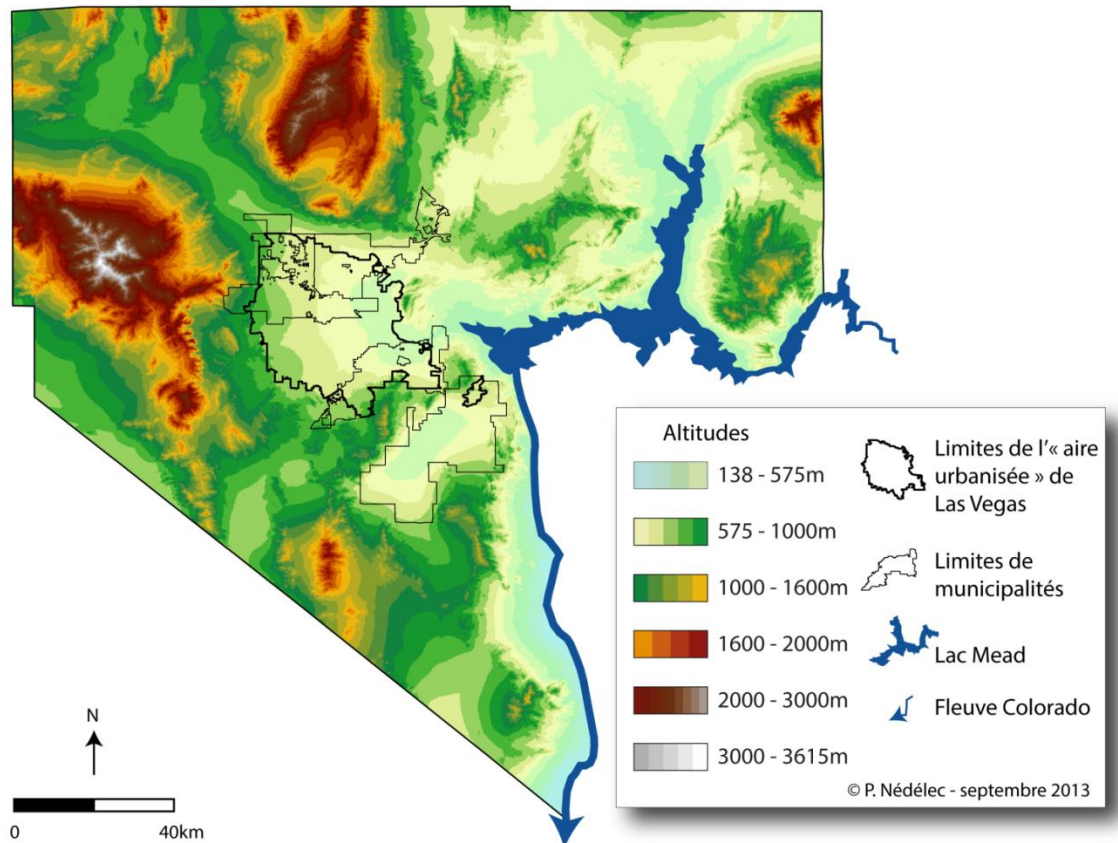 Altitudes
138 - 575m
575 - 1000m
1000 - 1600m
1600 - 2000m
2000 - 3000m
3000 - 3615m
Limites de l'« aire
urbanisée » de
Las Vegas
Limites de
municipalités
Lac Mead
Fleuve Colorado
© P. Nédélec - septembre 2013
N
0 40km